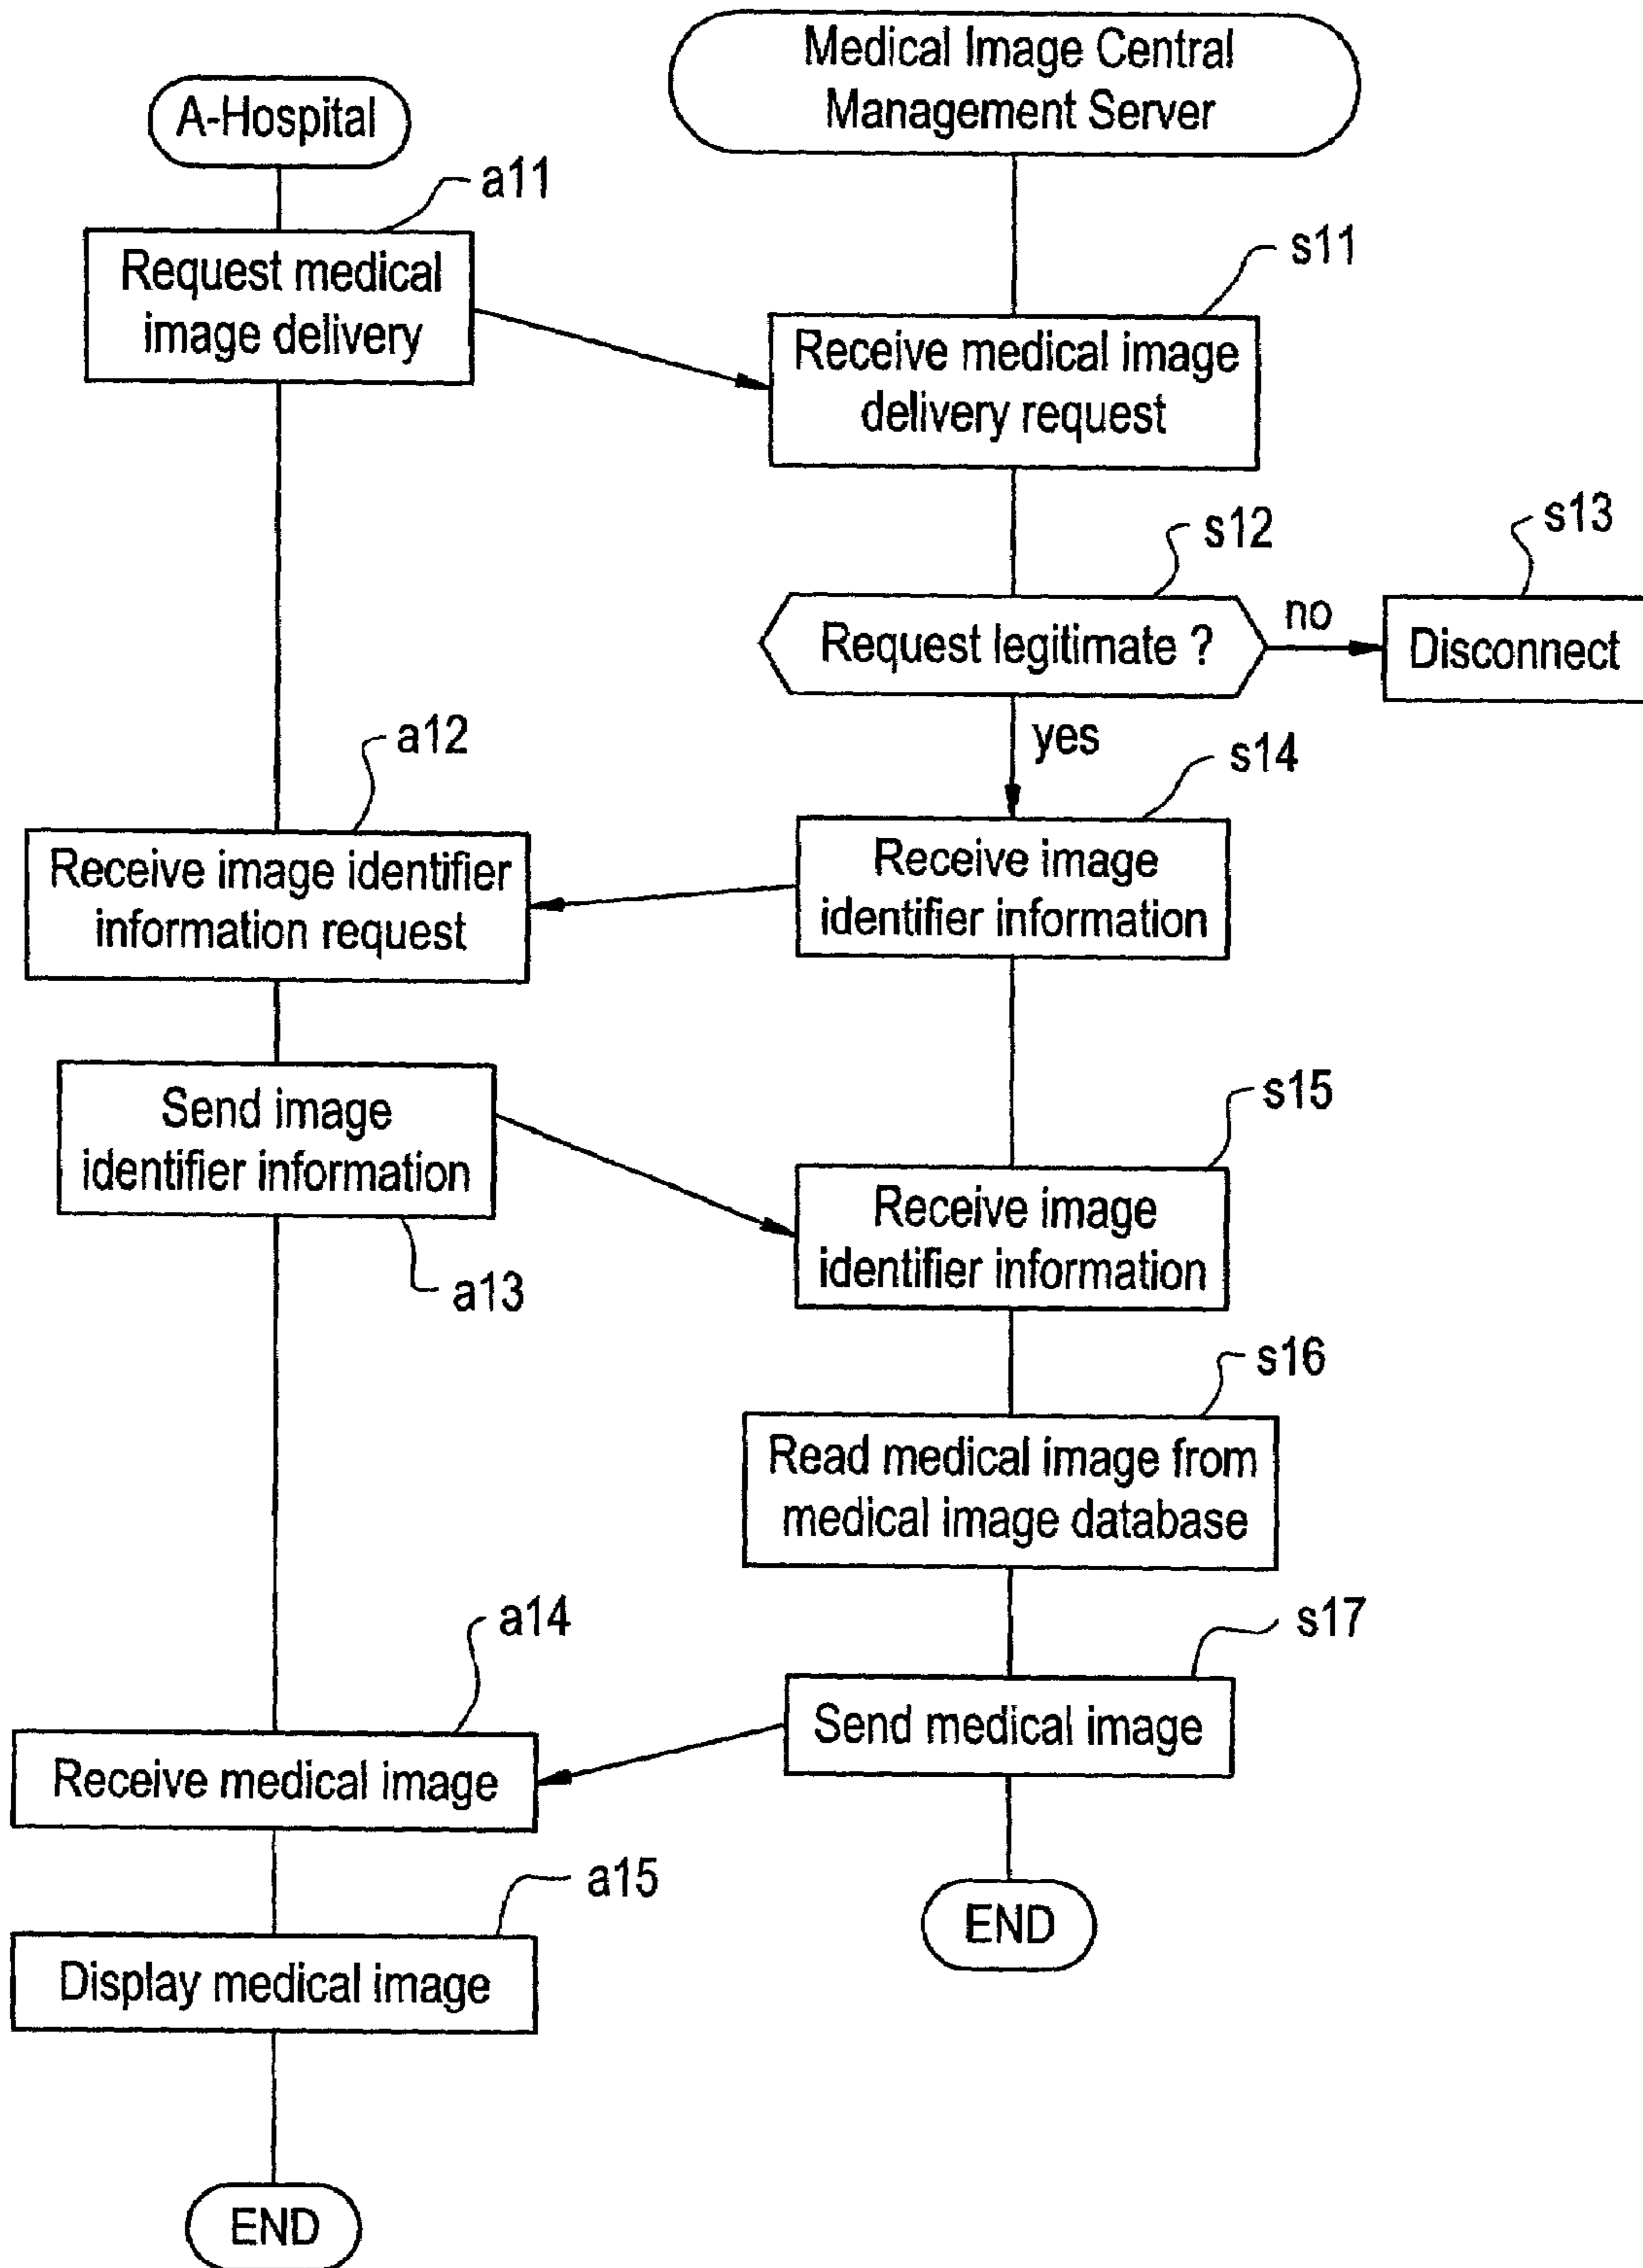 Medical Image Central
Management Server
A-Hospital
a11
Request medical
image delivery
s11
Receive medical image
delivery request
s12
s13
Request legitimate ?
no
Disconnect
yes
a12
s14
Receive image identifier
information request
Receive image
identifier information
Send image
identifier information
a13
s15
Receive image
identifier information
s16
Read medical image from
medical image database
a14
s17
Send medical image
Receive medical image
a15
END
Display medical image
END